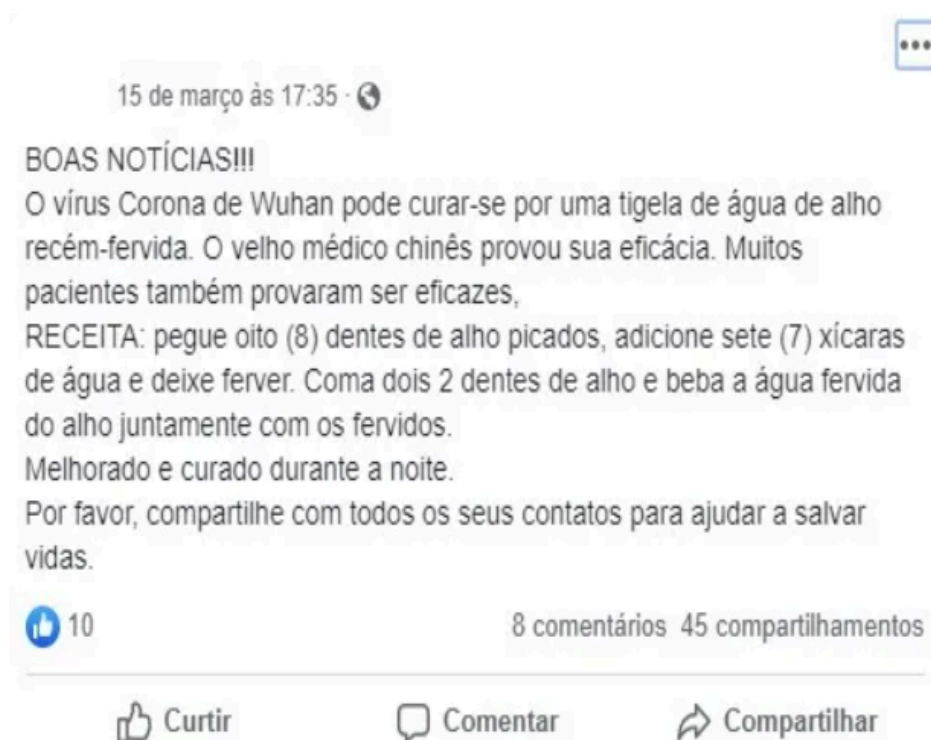 15 de março às 17:35 ·
BOAS NOTÍCIAS!!!
O vírus Corona de Wuhan pode curar-se por uma tigela de água de alho
recém-fervida. O velho médico chinês provou sua eficácia. Muitos
pacientes também provaram ser eficazes,
RECEITA: pegue oito (8) dentes de alho picados, adicione sete (7) xícaras
de água e deixe ferver. Coma dois 2 dentes de alho e beba a água fervida
do alho juntamente com os fervidos.
Melhorado e curado durante a noite.
Por favor, compartilhe com todos os seus contatos para ajudar a salvar
vidas.
10 8 comentários 45 compartilhamentos
Curtir Comentar Compartilhar